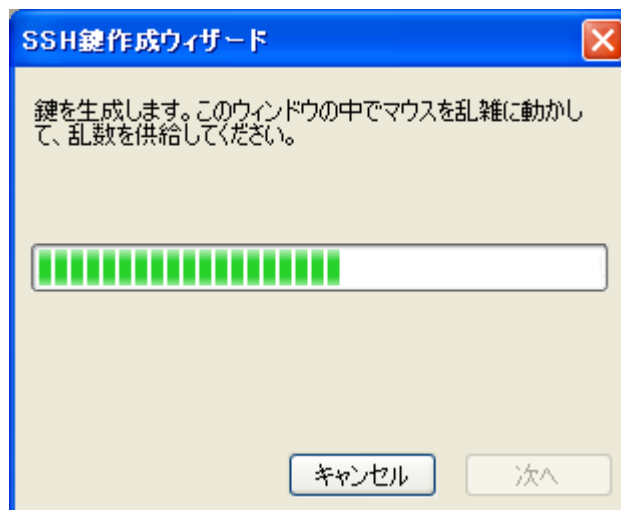 SSH鍵作成ウィザード
鍵を生成します。このウィンドウの中でマウスを乱雑に動かし
て、乱数を供給してください。
キャンセル
次へ